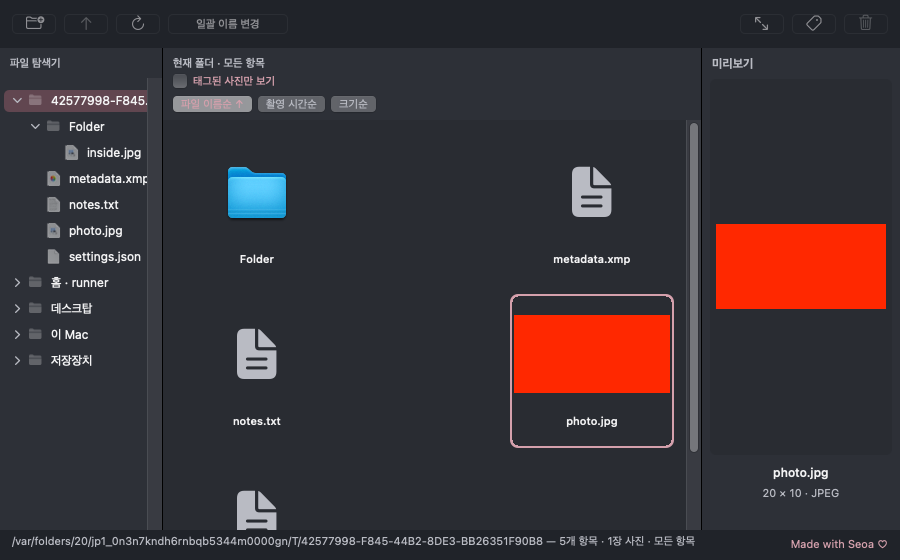 일괄 이름 변경
파일 탐색기
42577998-F845.
Folder
inside.jpg
metadata.xmp
notes.txt
photo.jpg
settings.json
홈 · runner
데스크탑
이 Mac
저장장치
현재 폴더 · 모든 항목
태그된 사진만 보기
파일 이름순 ↑ 촬영 시간순 크기순
Folder
metadata.xmp
notes.txt
photo.jpg
미리보기
photo.jpg
20 × 10 · JPEG
/var/folders/20/jp1_0n3n7kndh6rnbqb5344m0000gn/T/42577998-F845-44B2-8DE3-BB26351F90B8 — 5개 항목 · 1장 사진 · 모든 항목
Made with Seoa ♡